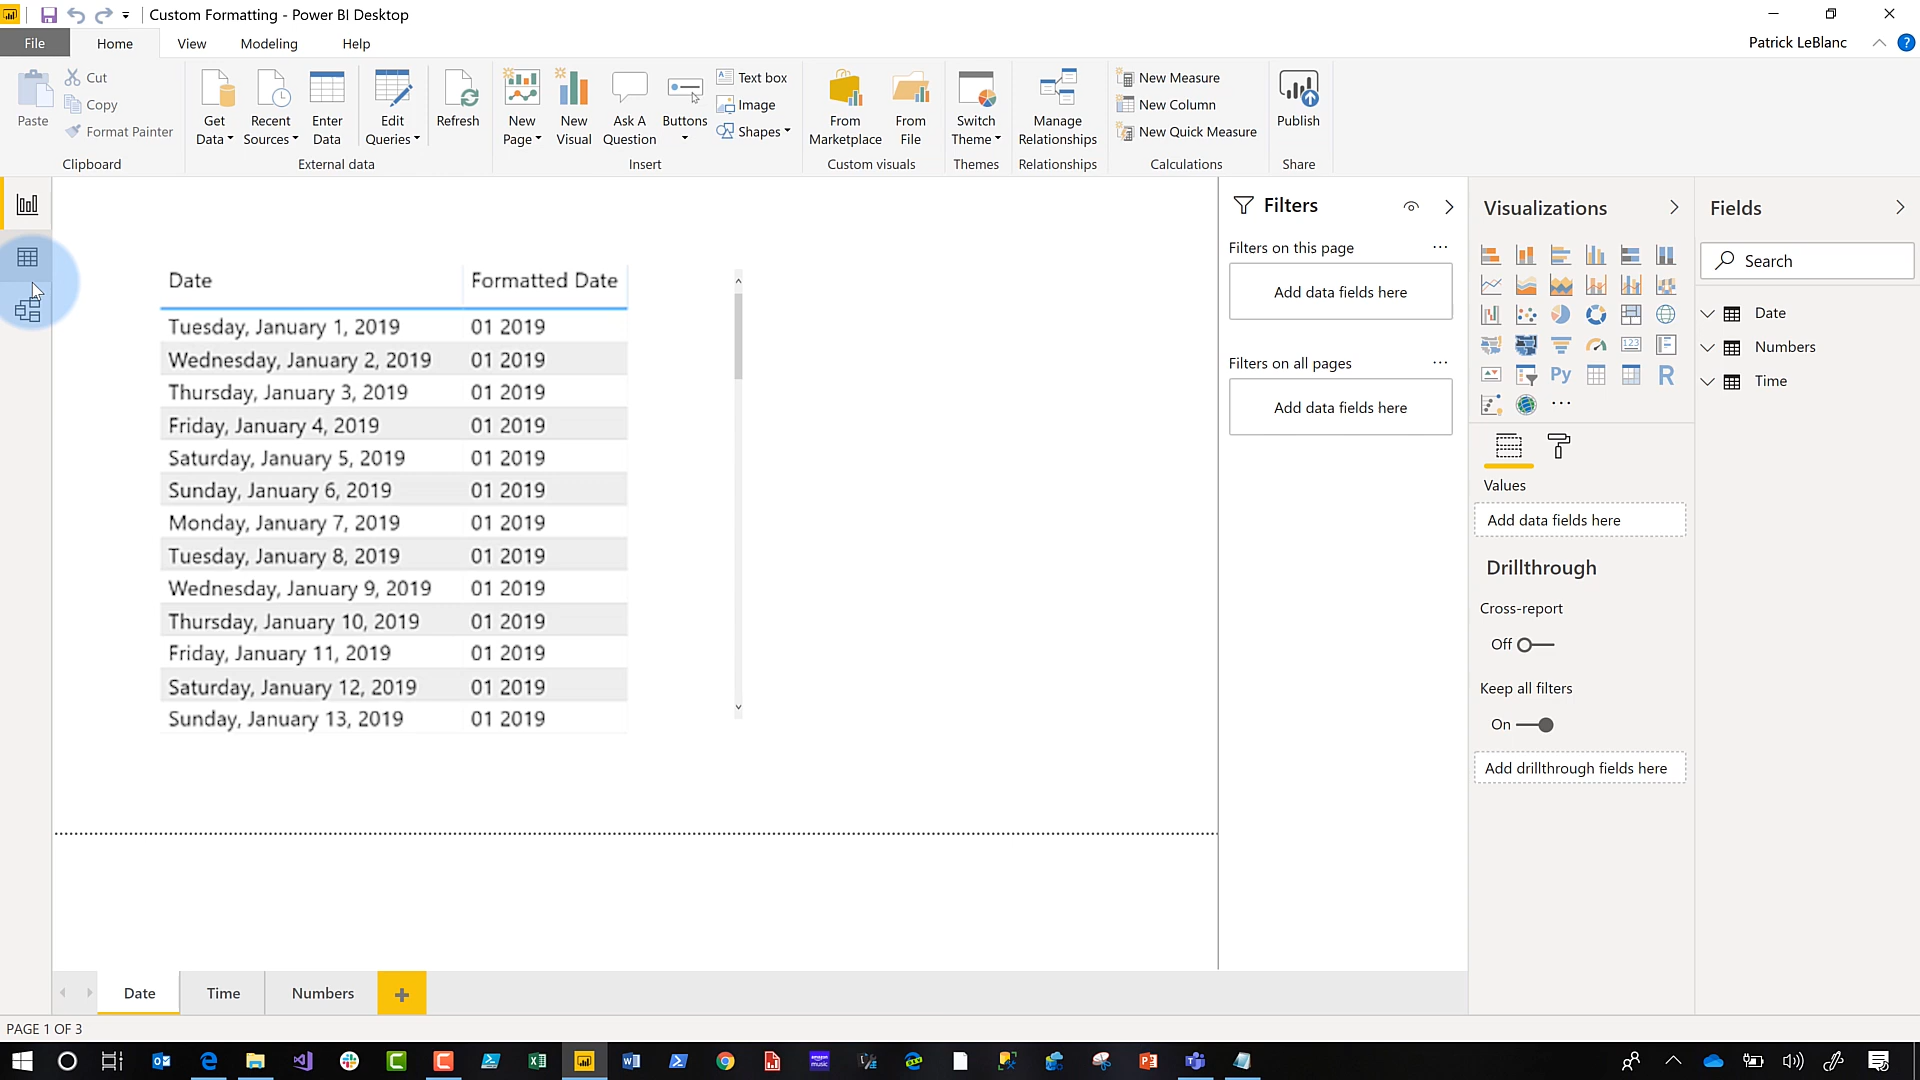 Custom Formatting - Power BI Desktop
File Home View Modeling Help Patrick LeBlanc ?
Paste
Cut
Copy
Format Painter
Clipboard
Get Data
Recent Sources
Enter Data
Edit Queries
Refresh
External data
New Page
New Visual
Ask A Question
Buttons
Text box
Image
Shapes
Insert
From Marketplace
From File
Custom visuals
Switch Theme
Themes
Manage Relationships
Relationships
New Measure
New Column
New Quick Measure
Calculations
Publish
Share
Date Formatted Date
Tuesday, January 1, 2019 01 2019
Wednesday, January 2, 2019 01 2019
Thursday, January 3, 2019 01 2019
Friday, January 4, 2019 01 2019
Saturday, January 5, 2019 01 2019
Sunday, January 6, 2019 01 2019
Monday, January 7, 2019 01 2019
Tuesday, January 8, 2019 01 2019
Wednesday, January 9, 2019 01 2019
Thursday, January 10, 2019 01 2019
Friday, January 11, 2019 01 2019
Saturday, January 12, 2019 01 2019
Sunday, January 13, 2019 01 2019
Filters
Filters on this page ...
Add data fields here
Filters on all pages ...
Add data fields here
Visualizations
123
Py
R
...
Values
Add data fields here
Drillthrough
Cross-report
Off
Keep all filters
On
Add drillthrough fields here
Fields
Search
Date
Numbers
Time
Date Time Numbers +
PAGE 1 OF 3